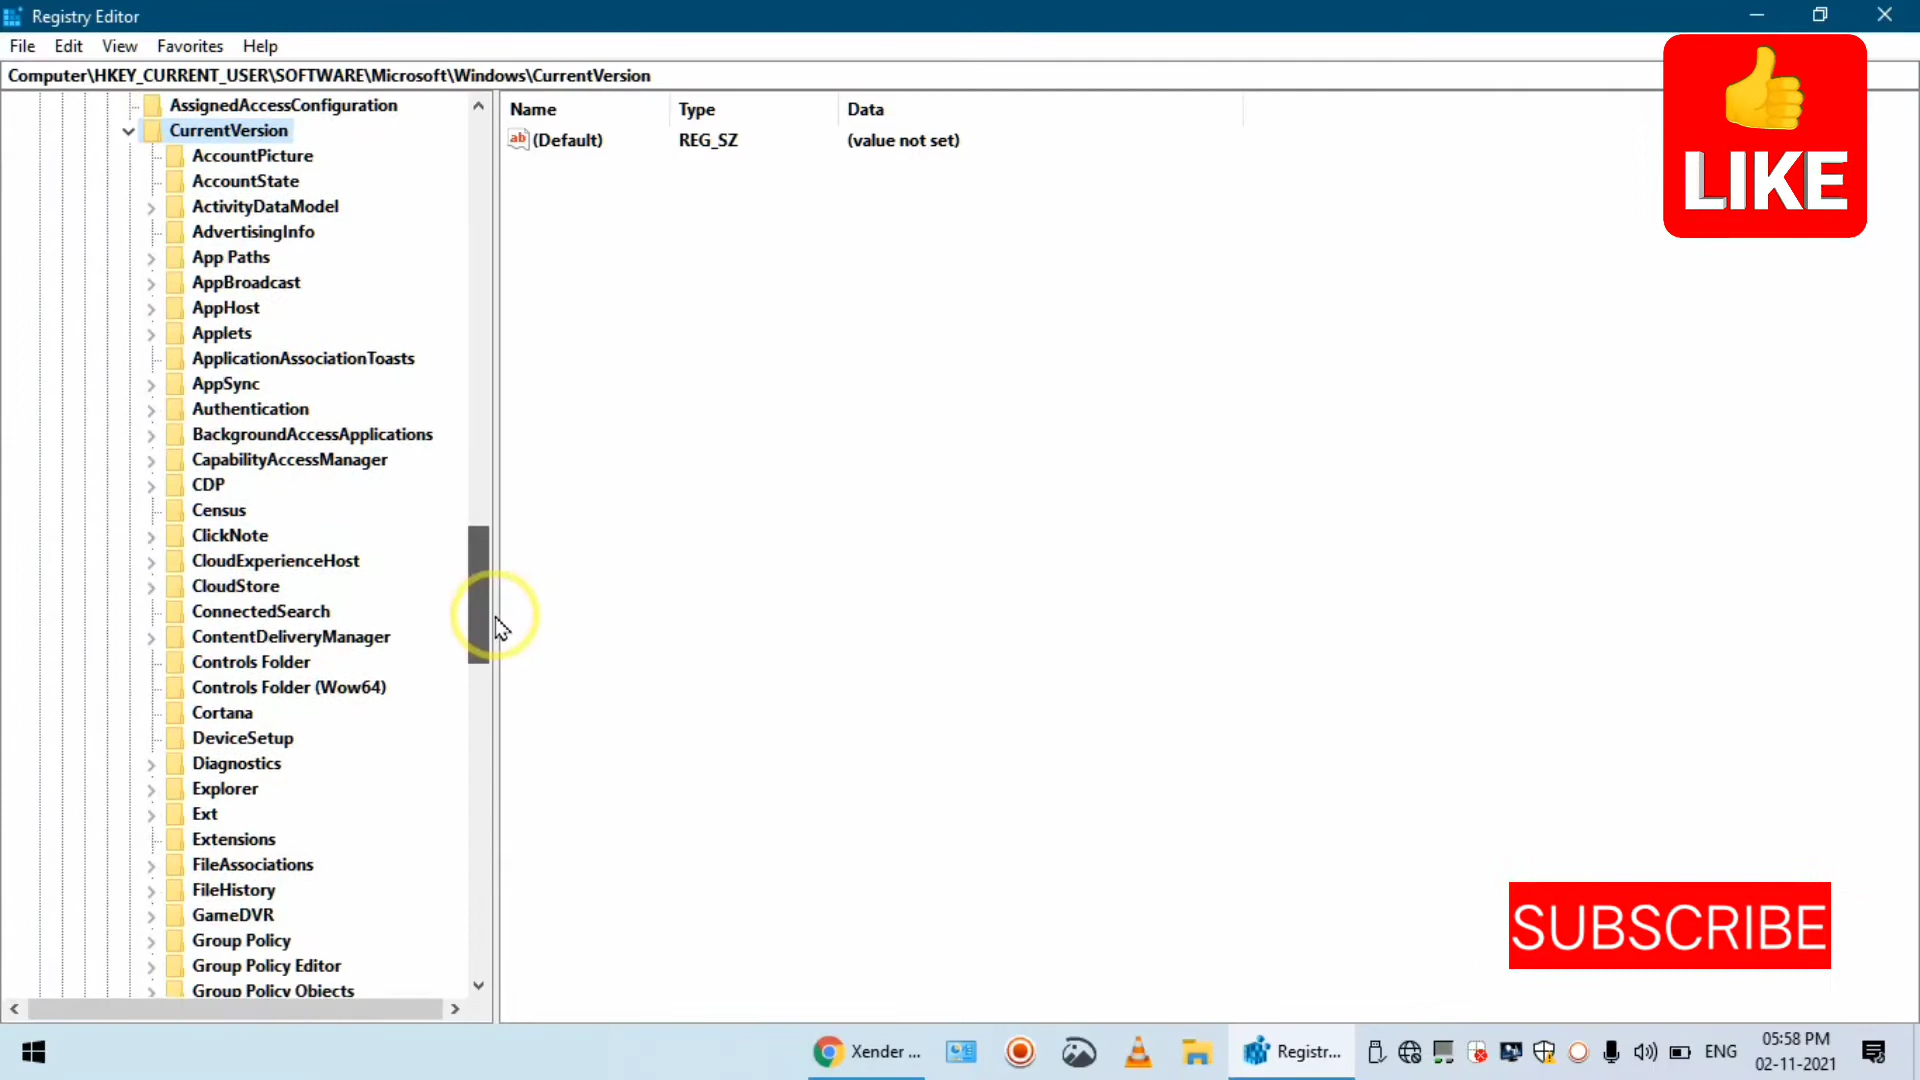 Registry Editor
File Edit View Favorites Help
Computer\HKEY_CURRENT_USER\SOFTWARE\Microsoft\Windows\CurrentVersion
AssignedAccessConfiguration
CurrentVersion
AccountPicture
AccountState
ActivityDataModel
AdvertisingInfo
App Paths
AppBroadcast
AppHost
Applets
ApplicationAssociationToasts
AppSync
Authentication
BackgroundAccessApplications
CapabilityAccessManager
CDP
Census
ClickNote
CloudExperienceHost
CloudStore
ConnectedSearch
ContentDeliveryManager
Controls Folder
Controls Folder (Wow64)
Cortana
DeviceSetup
Diagnostics
Explorer
Ext
Extensions
FileAssociations
FileHistory
GameDVR
Group Policy
Group Policy Editor
Group Policy Objects
Name Type Data
ab (Default) REG_SZ (value not set)
LIKE
SUBSCRIBE
Xender ...
Registr...
ENG
05:58 PM
02-11-2021